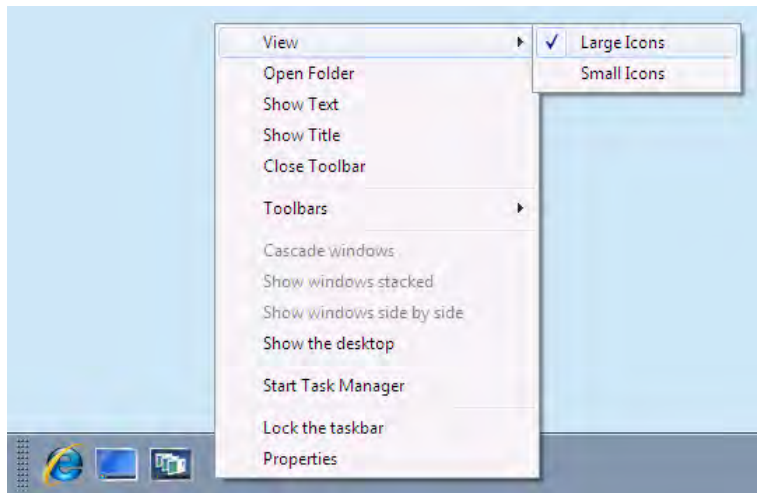 View
Large Icons
Open Folder
Small Icons
Show Text
Show Title
Close Toolbar
Toolbars
Cascade windows
Show windows stacked
Show windows side by side
Show the desktop
Start Task Manager
Lock the taskbar
Properties